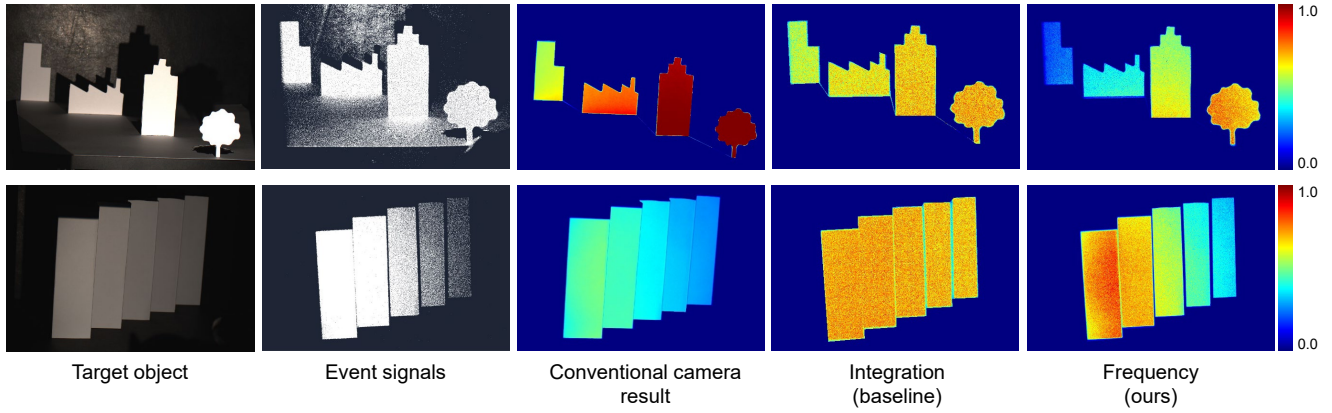 1.0
0.0
1.0
0.0
Target object
Event signals
Conventional camera
result
Integration
(baseline)
Frequency
(ours)